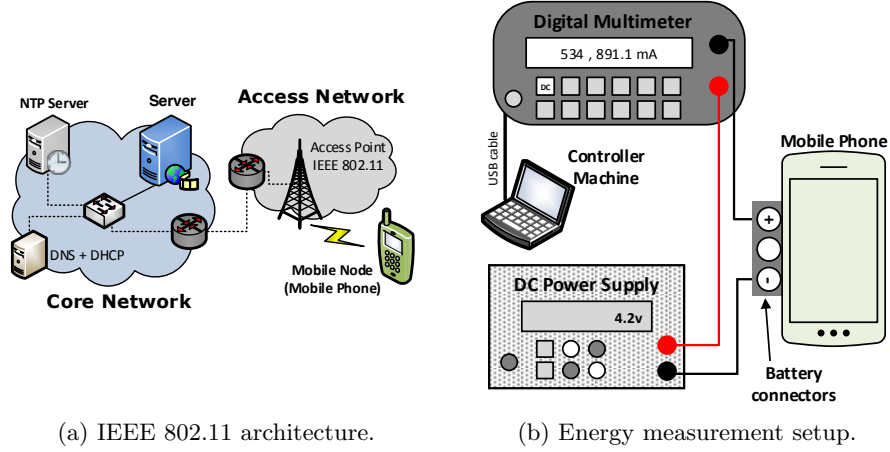 NTP Server
Server
Access Network
Access Point
IEEE 802.11
DNS + DHCP
Core Network
Mobile Node
(Mobile Phone)
(a) IEEE 802.11 architecture.
Digital Multimeter
534 , 891.1 mA
DC
USB cable
Controller
Machine
Mobile Phone
+
-
DC Power Supply
4.2v
Battery
connectors
(b) Energy measurement setup.